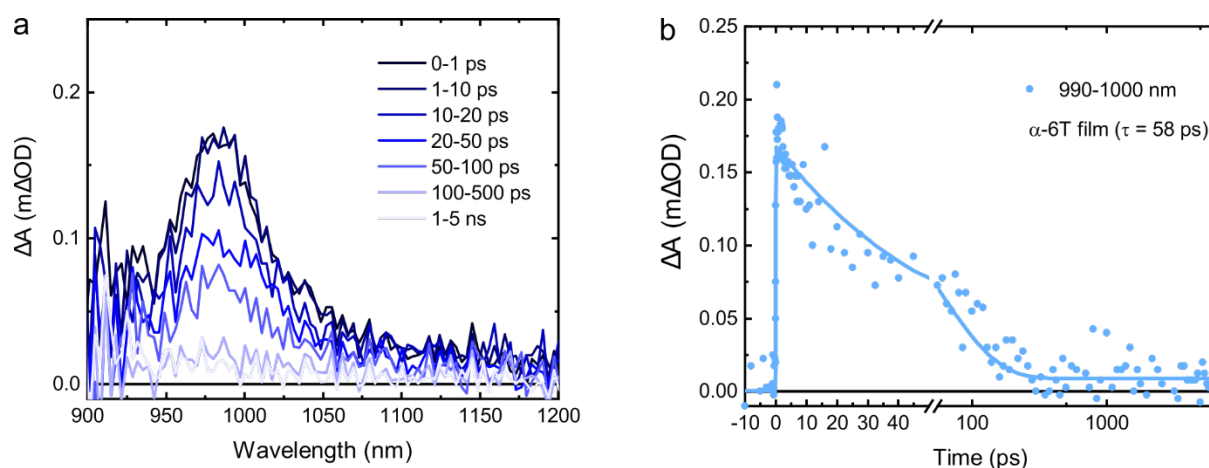 a
ΔA (mΔOD)
0.2
0.1
0.0
0-1 ps
1-10 ps
10-20 ps
20-50 ps
50-100 ps
100-500 ps
1-5 ns
900 950 1000 1050 1100 1150 1200
Wavelength (nm)
b
ΔA (mΔOD)
0.25
0.20
0.15
0.10
0.05
0.00
990-1000 nm
α-6T film (τ = 58 ps)
-10 0 10 20 30 40 100 1000
Time (ps)